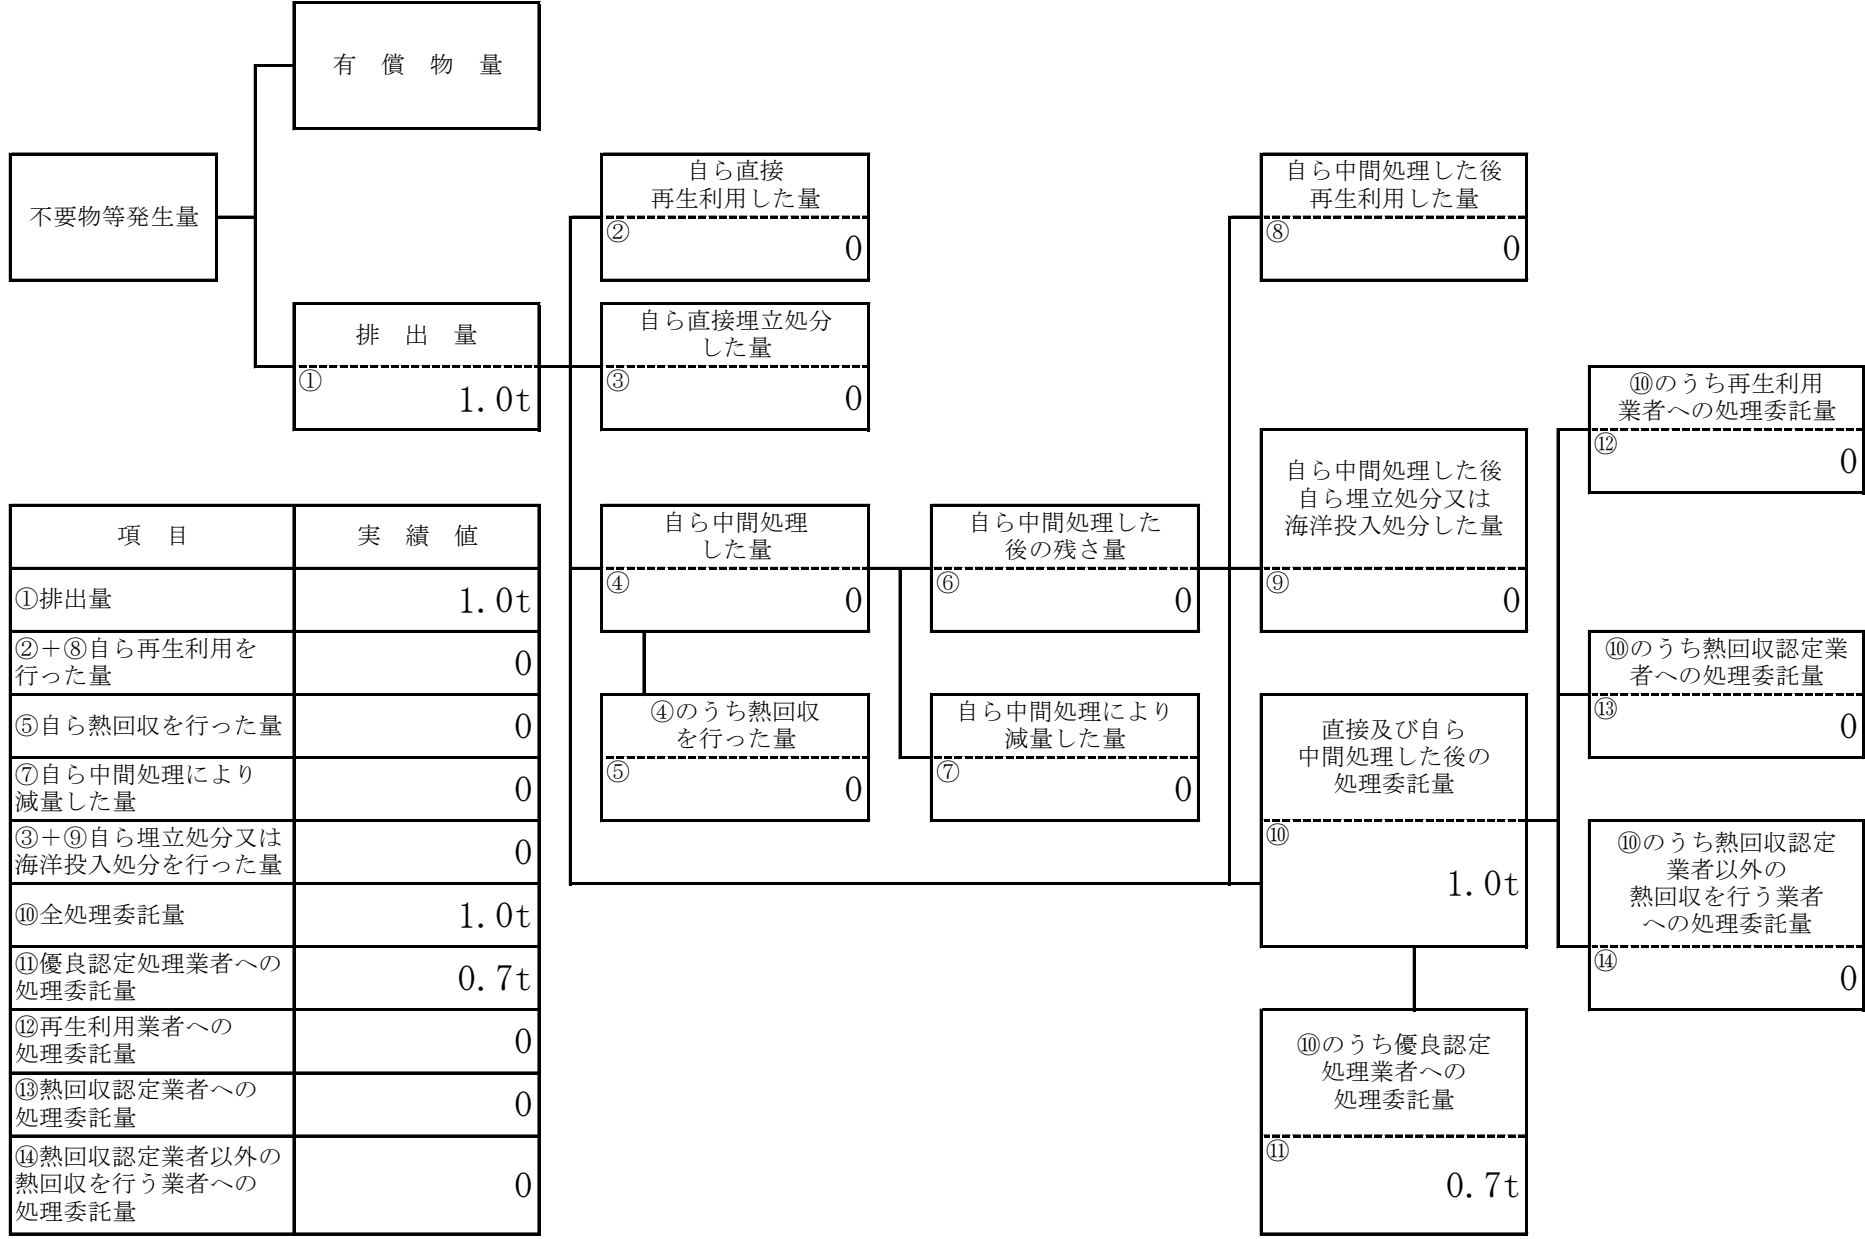 有　償　物　量
不要物等発生量
排　出　量
①
1.0t
自ら直接
再生利用した量
②
0
自ら直接埋立処分
した量
③
0
自ら中間処理
した量
④
0
④のうち熱回収
を行った量
⑤
0
自ら中間処理した
後の残さ量
⑥
0
自ら中間処理により
減量した量
⑦
0
自ら中間処理した後
再生利用した量
⑧
0
自ら中間処理した後
自ら埋立処分又は
海洋投入処分した量
⑨
0
直接及び自ら
中間処理した後の
処理委託量
⑩
1.0t
⑩のうち優良認定
処理業者への
処理委託量
⑪
0.7t
⑩のうち再生利用
業者への処理委託量
⑫
0
⑩のうち熱回収認定業
者への処理委託量
⑬
0
⑩のうち熱回収認定
業者以外の
熱回収を行う業者
への処理委託量
⑭
0
項　目
実　績　値
①排出量
1.0t
②＋⑧自ら再生利用を
行った量
0
⑤自ら熱回収を行った量
0
⑦自ら中間処理により
減量した量
0
③＋⑨自ら埋立処分又は
海洋投入処分を行った量
0
⑩全処理委託量
1.0t
⑪優良認定処理業者への
処理委託量
0.7t
⑫再生利用業者への
処理委託量
0
⑬熱回収認定業者への
処理委託量
0
⑭熱回収認定業者以外の
熱回収を行う業者への
処理委託量
0